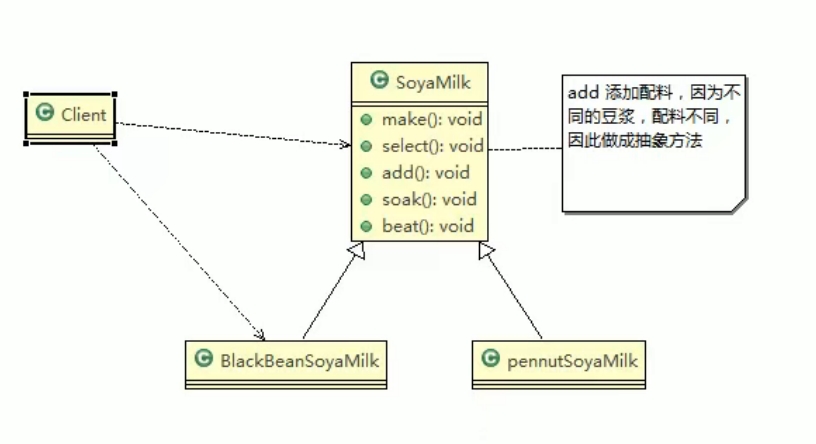 Client
SoyaMilk
make(): void
select(): void
add(): void
soak(): void
beat(): void
add 添加配料，因为不
同的豆浆，配料不同，
因此做成抽象方法
BlackBeanSoyaMilk
pennutSoyaMilk